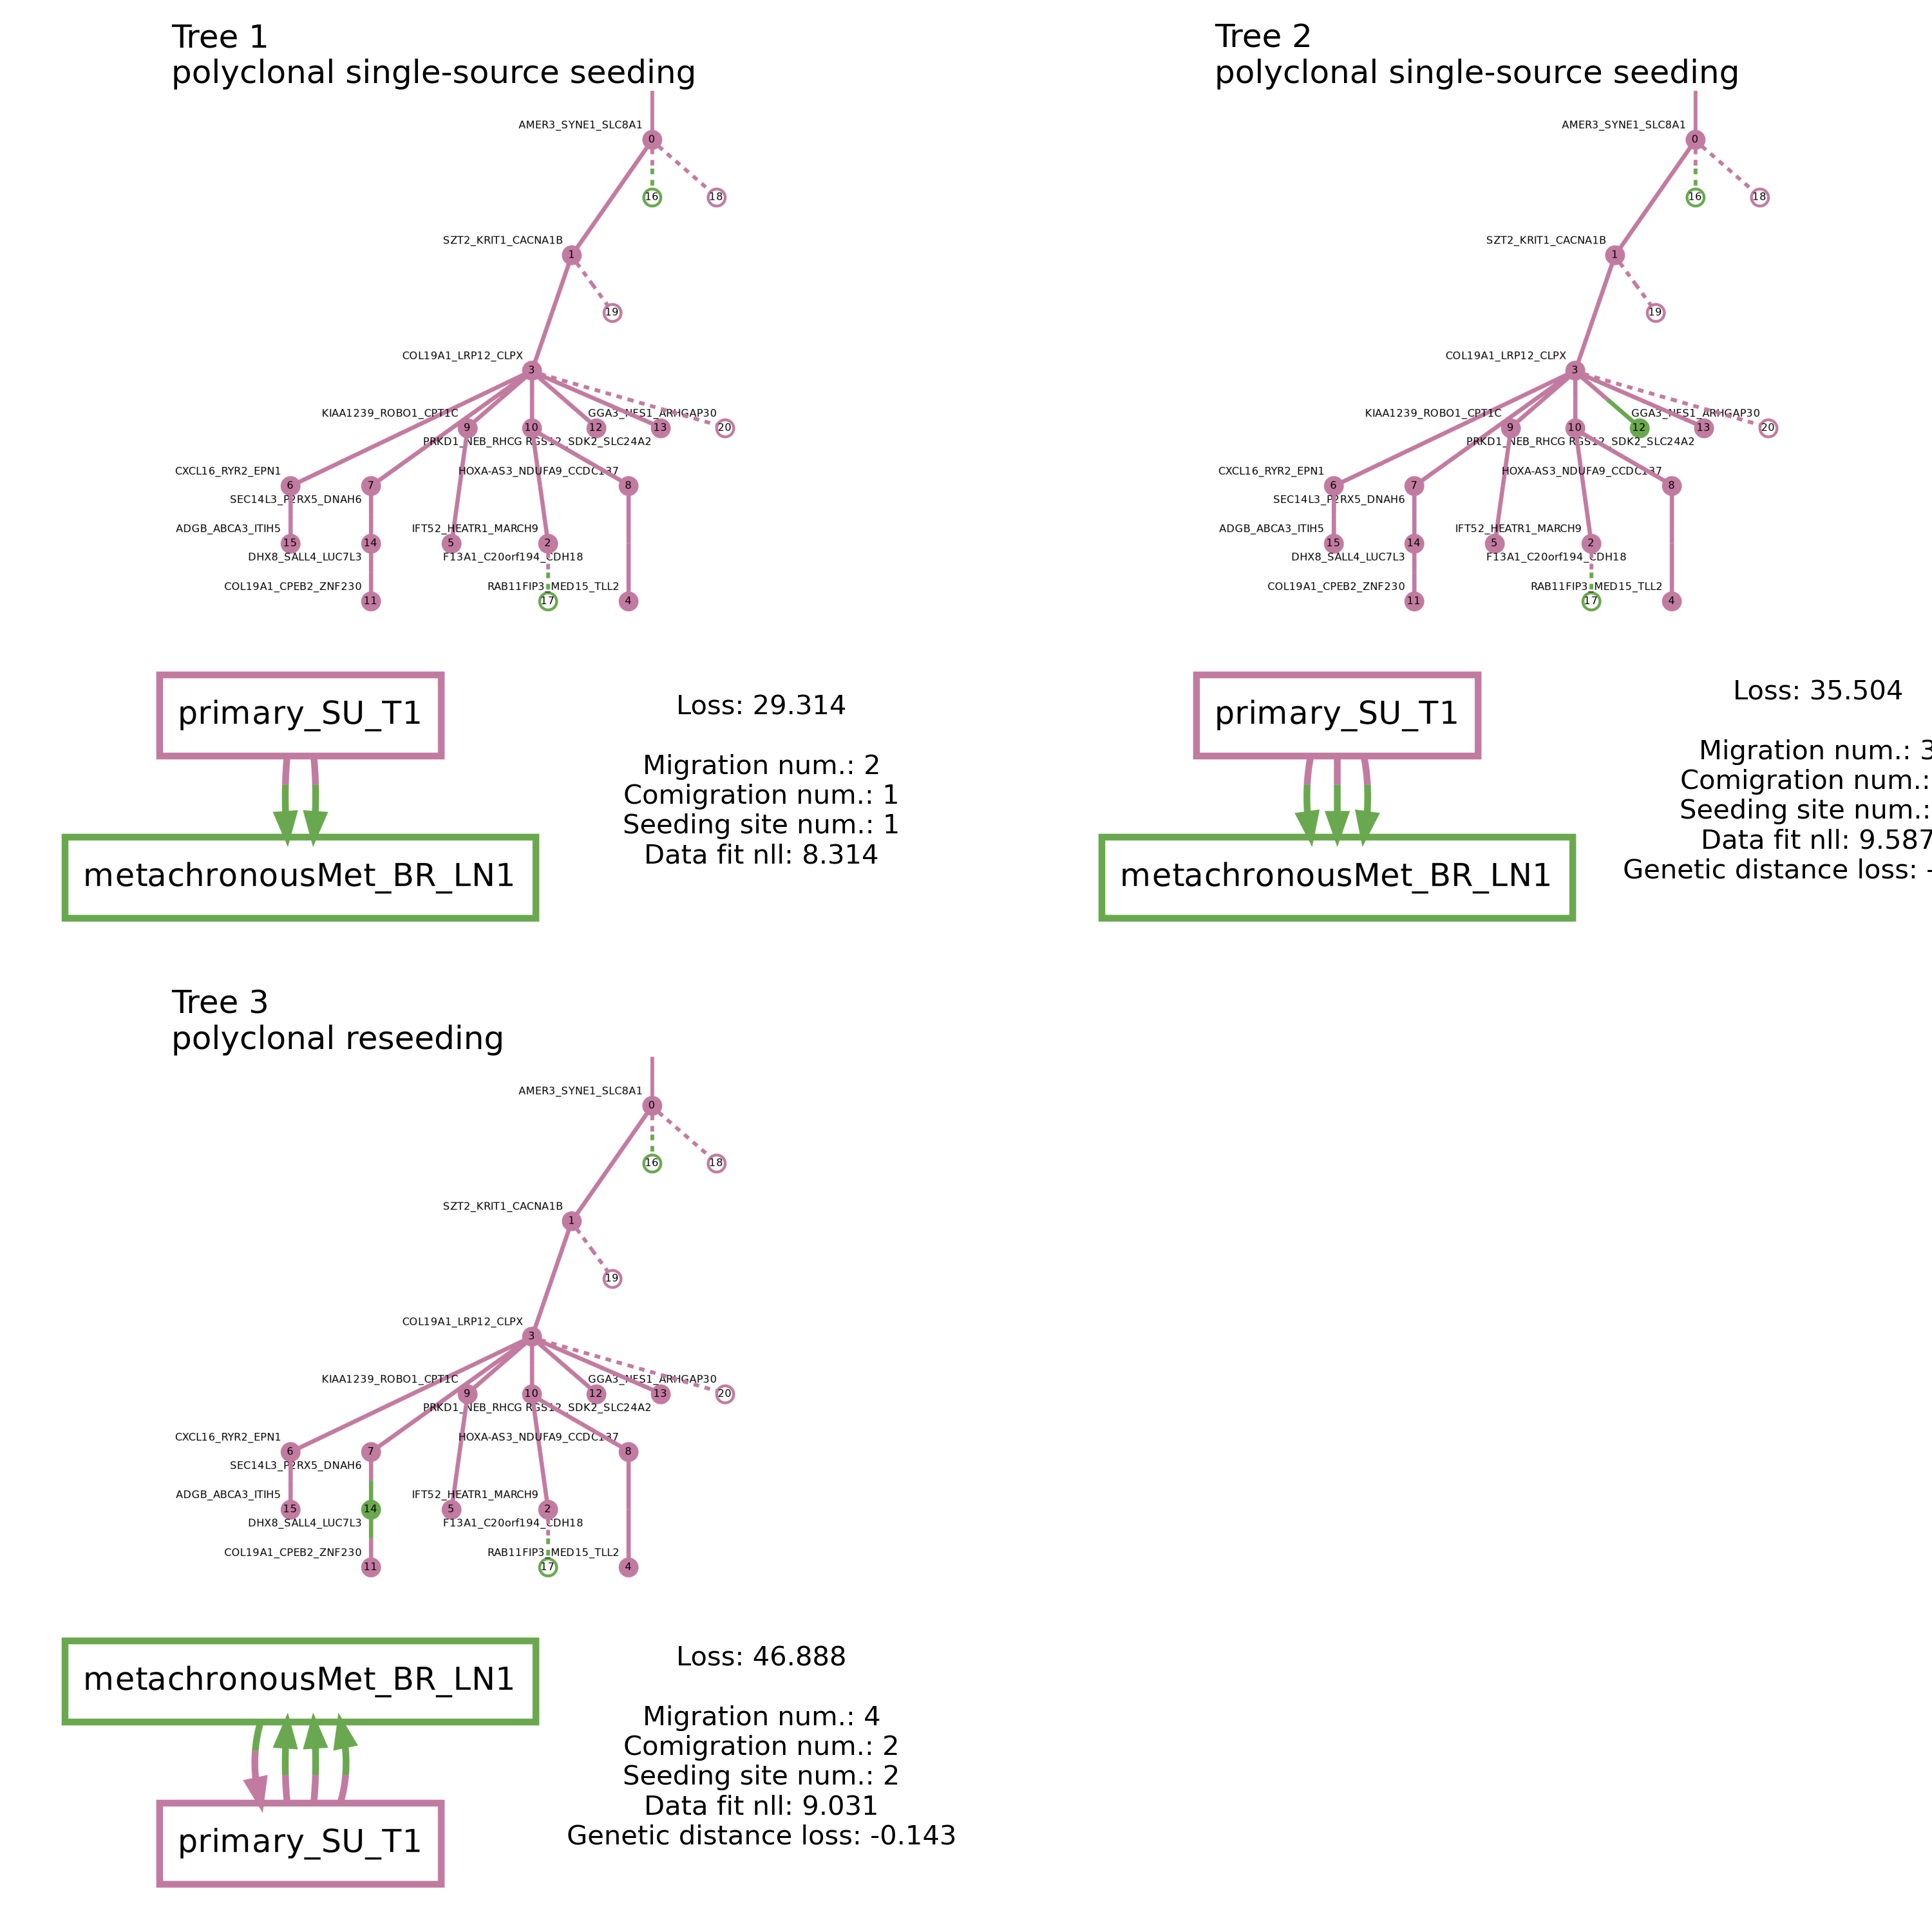 Tree 1
polyclonal single-source seeding
AMER3_SYNE1_SLC8A1
0
16
18
SZT2_KRIT1_CACNA1B
1
19
COL19A1_LRP12_CLPX
3
KIAA1239_ROBO1_CPT1C
GGA3_NES1_ARHGAP30
9
10
12
13
20
PRKD1_NEB_RHCG
RGS12_SDK2_SLC24A2
CXCL16_RYR2_EPN1
HOXA-AS3_NDUFA9_CCDC137
6
7
8
SEC14L3_P2RX5_DNAH6
ADGB_ABCA3_ITIH5
IFT52_HEATR1_MARCH9
15
14
5
2
DHX8_SALL4_LUC7L3
F13A1_C20orf194_CDH18
COL19A1_CPEB2_ZNF230
RAB11FIP3_MED15_TLL2
11
17
4
primary_SU_T1
metachronousMet_BR_LN1
Loss: 29.314
Migration num.: 2
Comigration num.: 1
Seeding site num.: 1
Data fit nll: 8.314
Tree 2
polyclonal single-source seeding
AMER3_SYNE1_SLC8A1
0
16
18
SZT2_KRIT1_CACNA1B
1
19
COL19A1_LRP12_CLPX
3
KIAA1239_ROBO1_CPT1C
GGA3_NES1_ARHGAP30
9
10
12
13
20
PRKD1_NEB_RHCG
RGS12_SDK2_SLC24A2
CXCL16_RYR2_EPN1
HOXA-AS3_NDUFA9_CCDC137
6
7
8
SEC14L3_P2RX5_DNAH6
ADGB_ABCA3_ITIH5
IFT52_HEATR1_MARCH9
15
14
5
2
DHX8_SALL4_LUC7L3
F13A1_C20orf194_CDH18
COL19A1_CPEB2_ZNF230
RAB11FIP3_MED15_TLL2
11
17
4
primary_SU_T1
metachronousMet_BR_LN1
Loss: 35.504
Migration num.: 3
Comigration num.:
Seeding site num.:
Data fit nll: 9.587
Genetic distance loss: -
Tree 3
polyclonal reseeding
AMER3_SYNE1_SLC8A1
0
16
18
SZT2_KRIT1_CACNA1B
1
19
COL19A1_LRP12_CLPX
3
KIAA1239_ROBO1_CPT1C
GGA3_NES1_ARHGAP30
9
10
12
13
20
PRKD1_NEB_RHCG
RGS12_SDK2_SLC24A2
CXCL16_RYR2_EPN1
HOXA-AS3_NDUFA9_CCDC137
6
7
8
SEC14L3_P2RX5_DNAH6
ADGB_ABCA3_ITIH5
IFT52_HEATR1_MARCH9
15
14
5
2
DHX8_SALL4_LUC7L3
F13A1_C20orf194_CDH18
COL19A1_CPEB2_ZNF230
RAB11FIP3_MED15_TLL2
11
17
4
metachronousMet_BR_LN1
primary_SU_T1
Loss: 46.888
Migration num.: 4
Comigration num.: 2
Seeding site num.: 2
Data fit nll: 9.031
Genetic distance loss: -0.143